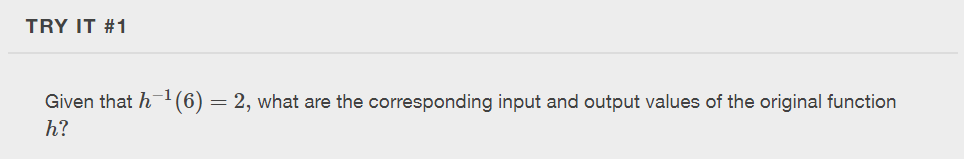 TRY IT #1
Given that h⁻¹(6) = 2, what are the corresponding input and output values of the original function
h?